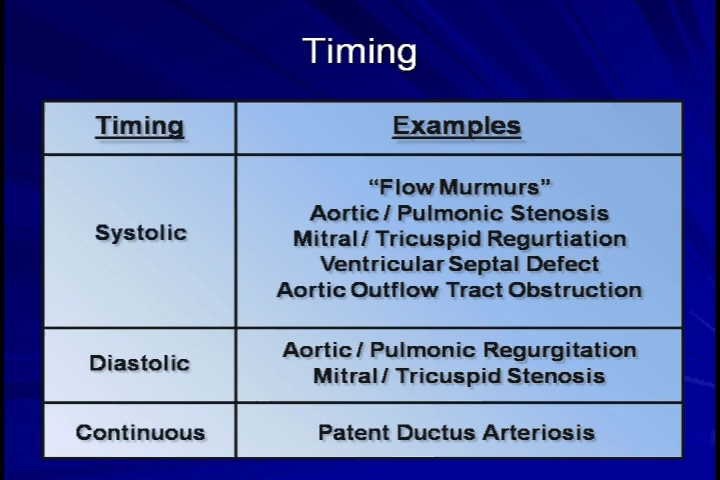 Timing
Timing
Examples
Systolic
“Flow Murmurs”
Aortic / Pulmonic Stenosis
Mitral / Tricuspid Regurtiation
Ventricular Septal Defect
Aortic Outflow Tract Obstruction
Diastolic
Aortic / Pulmonic Regurgitation
Mitral / Tricuspid Stenosis
Continuous
Patent Ductus Arteriosis